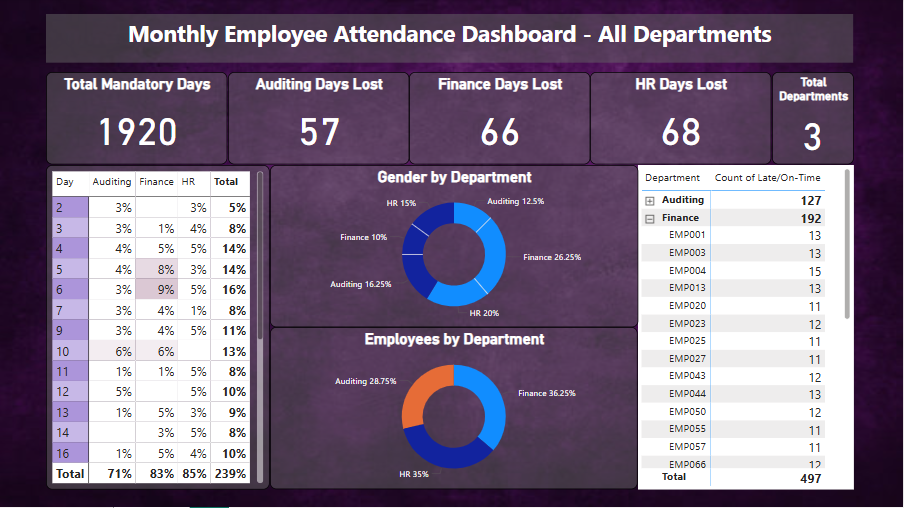 Monthly Employee Attendance Dashboard - All Departments
Total Mandatory Days
1920
Auditing Days Lost
57
Finance Days Lost
66
HR Days Lost
68
Total
Departments
3
Day Auditing Finance HR Total
2 3% 3% 5%
3 3% 1% 4% 8%
4 4% 5% 5% 14%
5 4% 8% 3% 14%
6 3% 9% 5% 16%
7 3% 4% 1% 8%
9 3% 4% 5% 11%
10 6% 6% 13%
11 1% 1% 5% 8%
12 5% 5% 10%
13 1% 5% 3% 9%
14 3% 5% 8%
16 1% 5% 4% 10%
Total 71% 83% 85% 239%
Gender by Department
HR 15%
Auditing 12.5%
Finance 10%
Finance 26.25%
Auditing 16.25%
HR 20%
Employees by Department
Auditing 28.75%
Finance 36.25%
HR 35%
Department Count of Late/On-Time
Auditing 127
Finance 192
EMP001 13
EMP003 13
EMP004 15
EMP013 13
EMP020 11
EMP023 12
EMP025 11
EMP027 11
EMP043 12
EMP044 13
EMP050 12
EMP055 11
EMP057 11
EMP066 12
Total 497